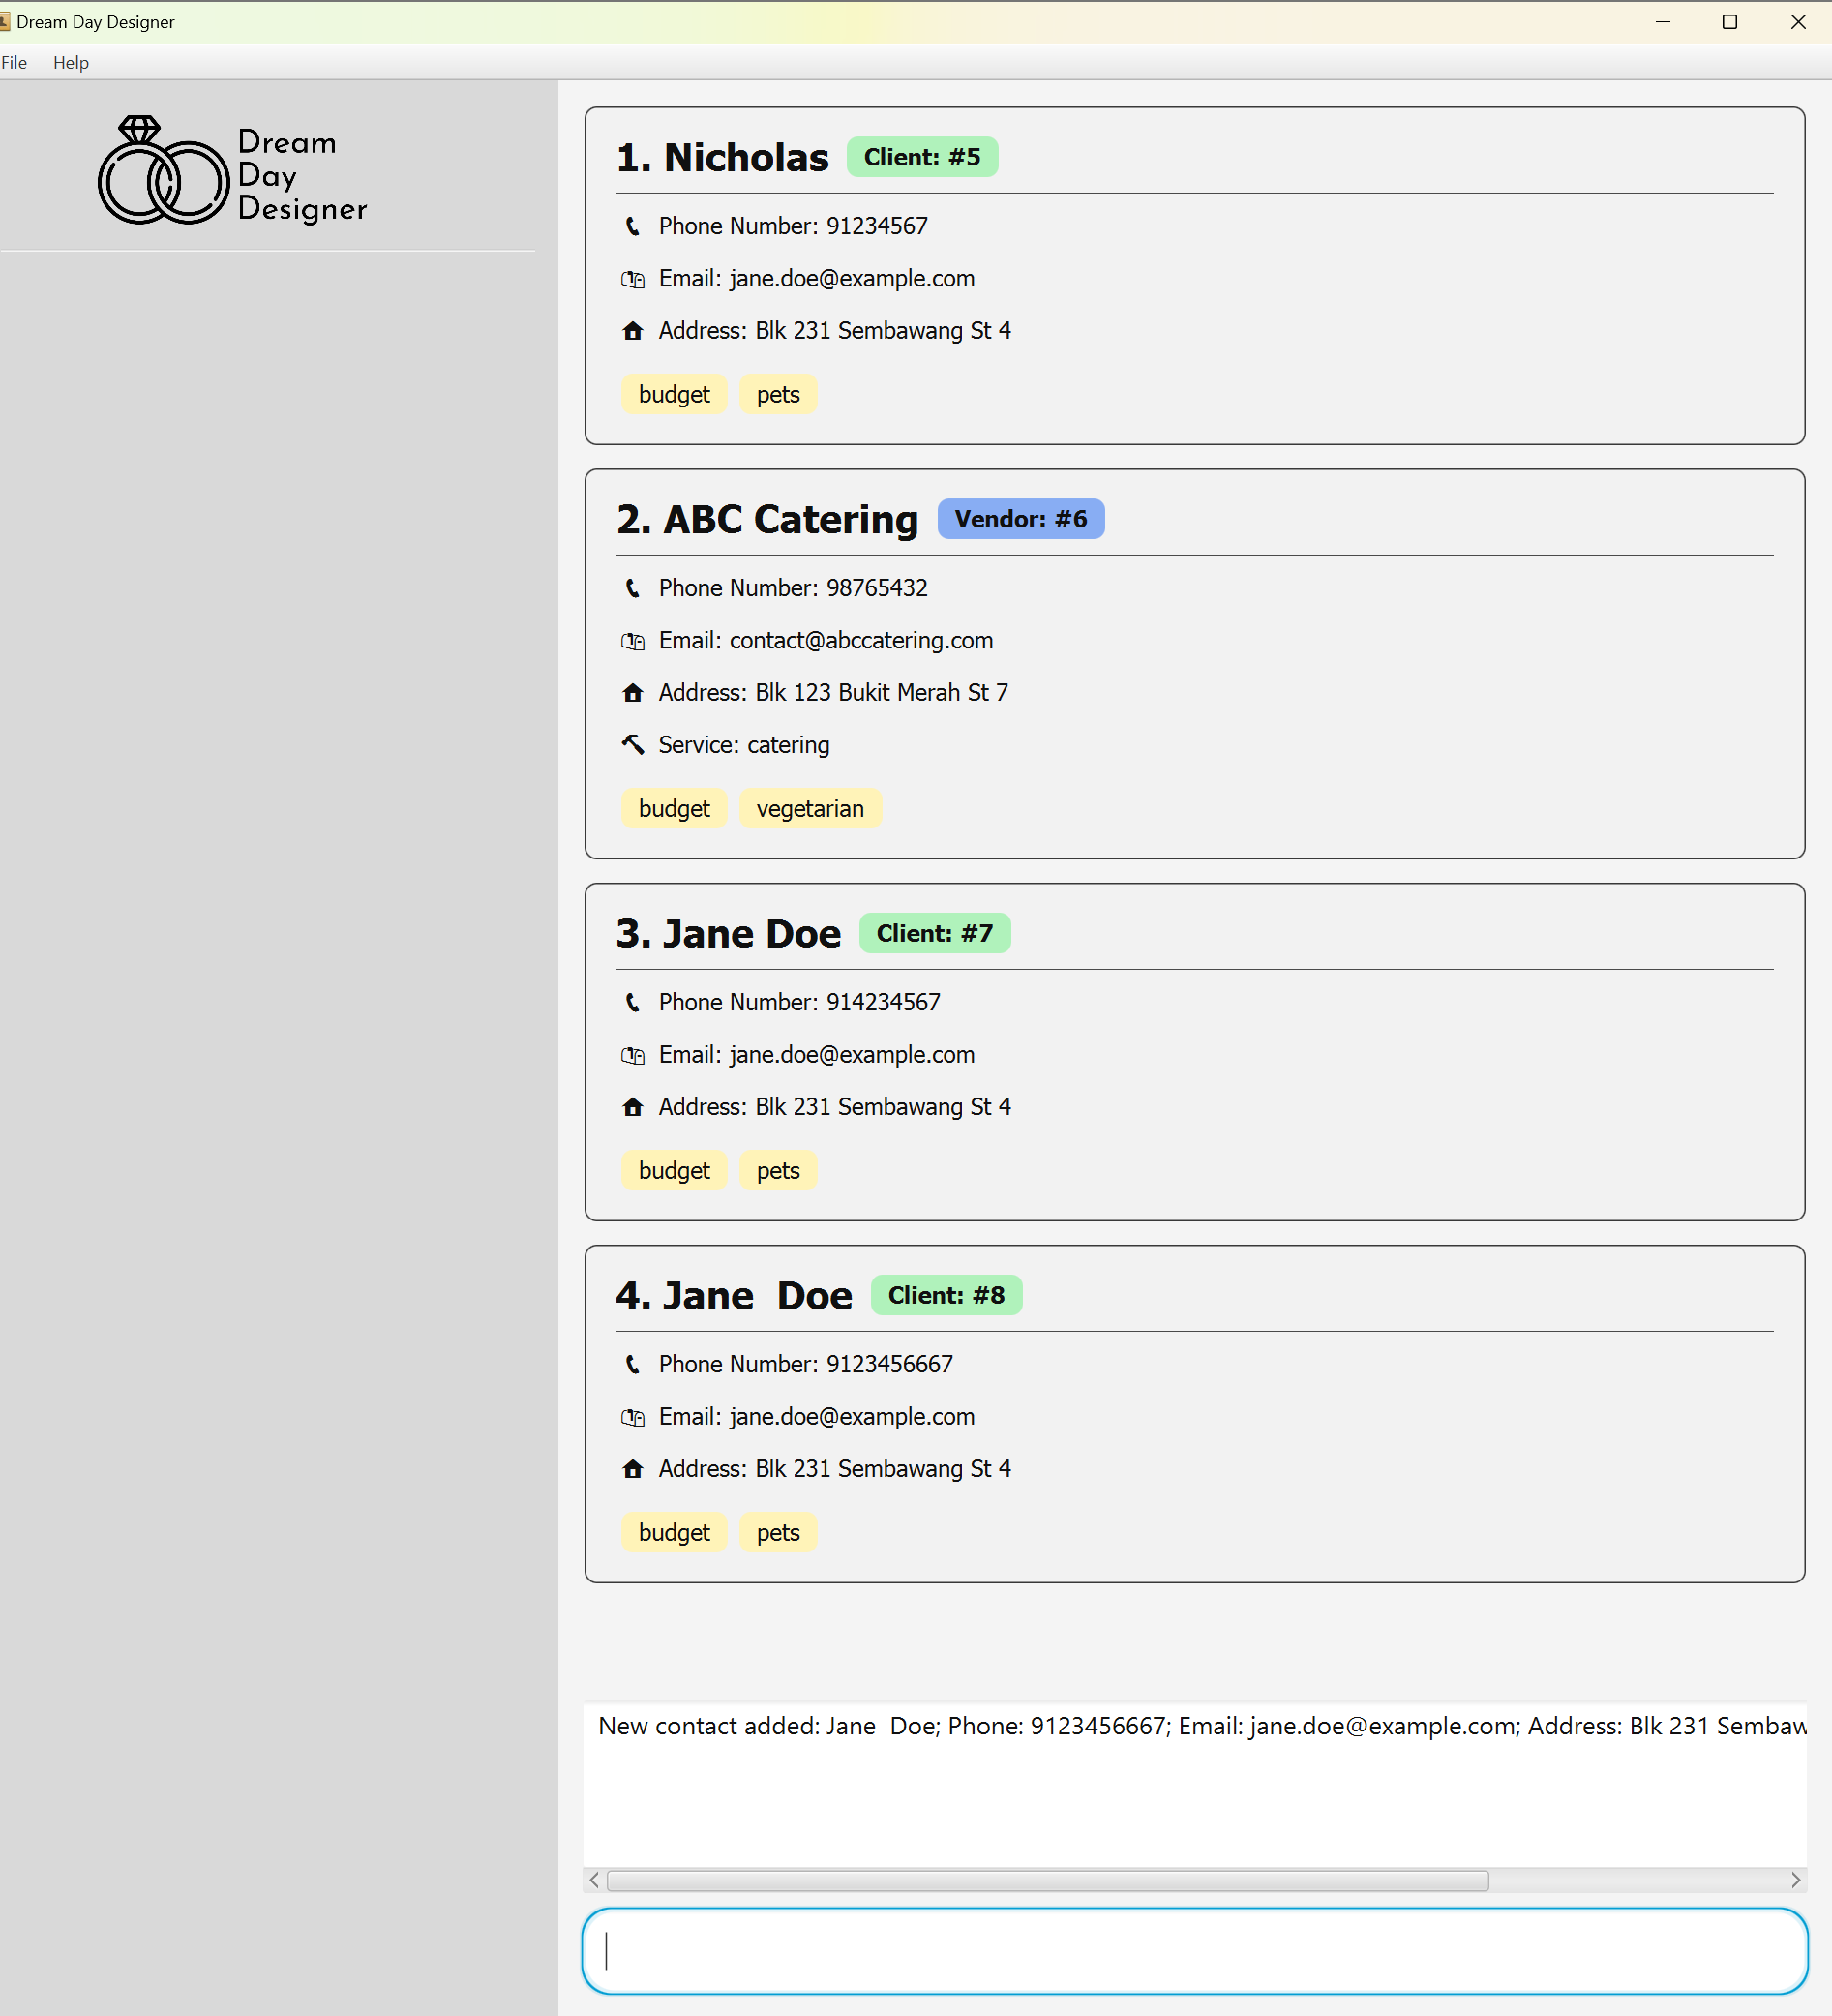 Dream Day Designer
File Help
Dream
Day
Designer
1. Nicholas Client: #5
Phone Number: 91234567
Email: jane.doe@example.com
Address: Blk 231 Sembawang St 4
budget pets
2. ABC Catering Vendor: #6
Phone Number: 98765432
Email: contact@abccatering.com
Address: Blk 123 Bukit Merah St 7
Service: catering
budget vegetarian
3. Jane Doe Client: #7
Phone Number: 914234567
Email: jane.doe@example.com
Address: Blk 231 Sembawang St 4
budget pets
4. Jane  Doe Client: #8
Phone Number: 9123456667
Email: jane.doe@example.com
Address: Blk 231 Sembawang St 4
budget pets
New contact added: Jane  Doe; Phone: 9123456667; Email: jane.doe@example.com; Address: Blk 231 Sembaw